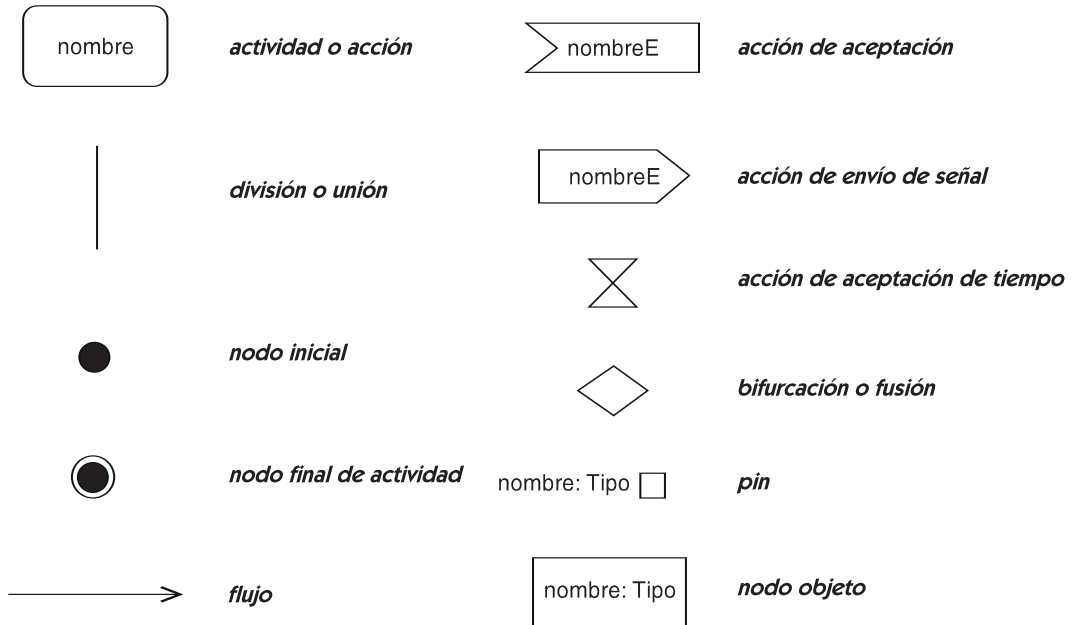 nombre
actividad o acción
nombreE
acción de aceptación
división o unión
nombreE
acción de envío de señal
acción de aceptación de tiempo
nodo inicial
bifurcación o fusión
nodo final de actividad
nombre: Tipo
pin
flujo
nombre: Tipo
nodo objeto